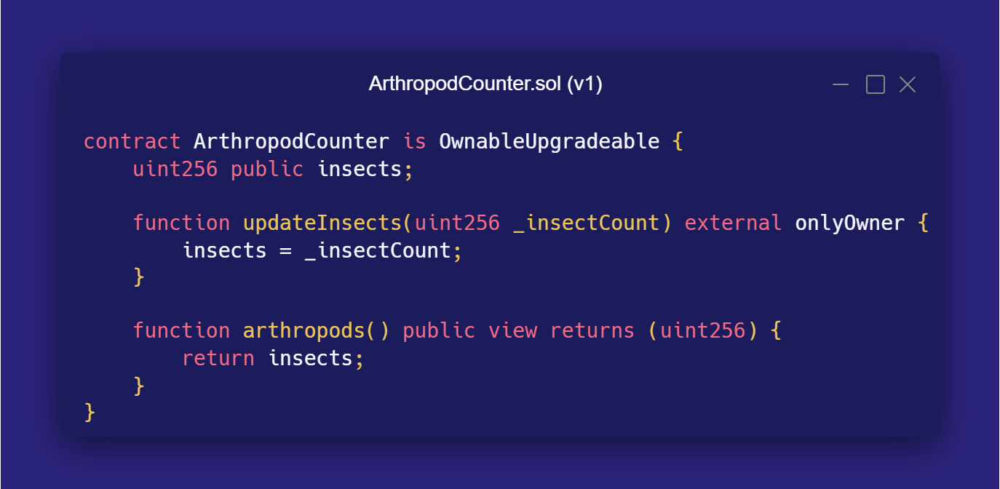 ArthropodCounter.sol (v1)
contract ArthropodCounter is OwnableUpgradeable {
    uint256 public insects;
    function updateInsects(uint256 _insectCount) external onlyOwner {
        insects = _insectCount;
    }
    function arthropods() public view returns (uint256) {
        return insects;
    }
}